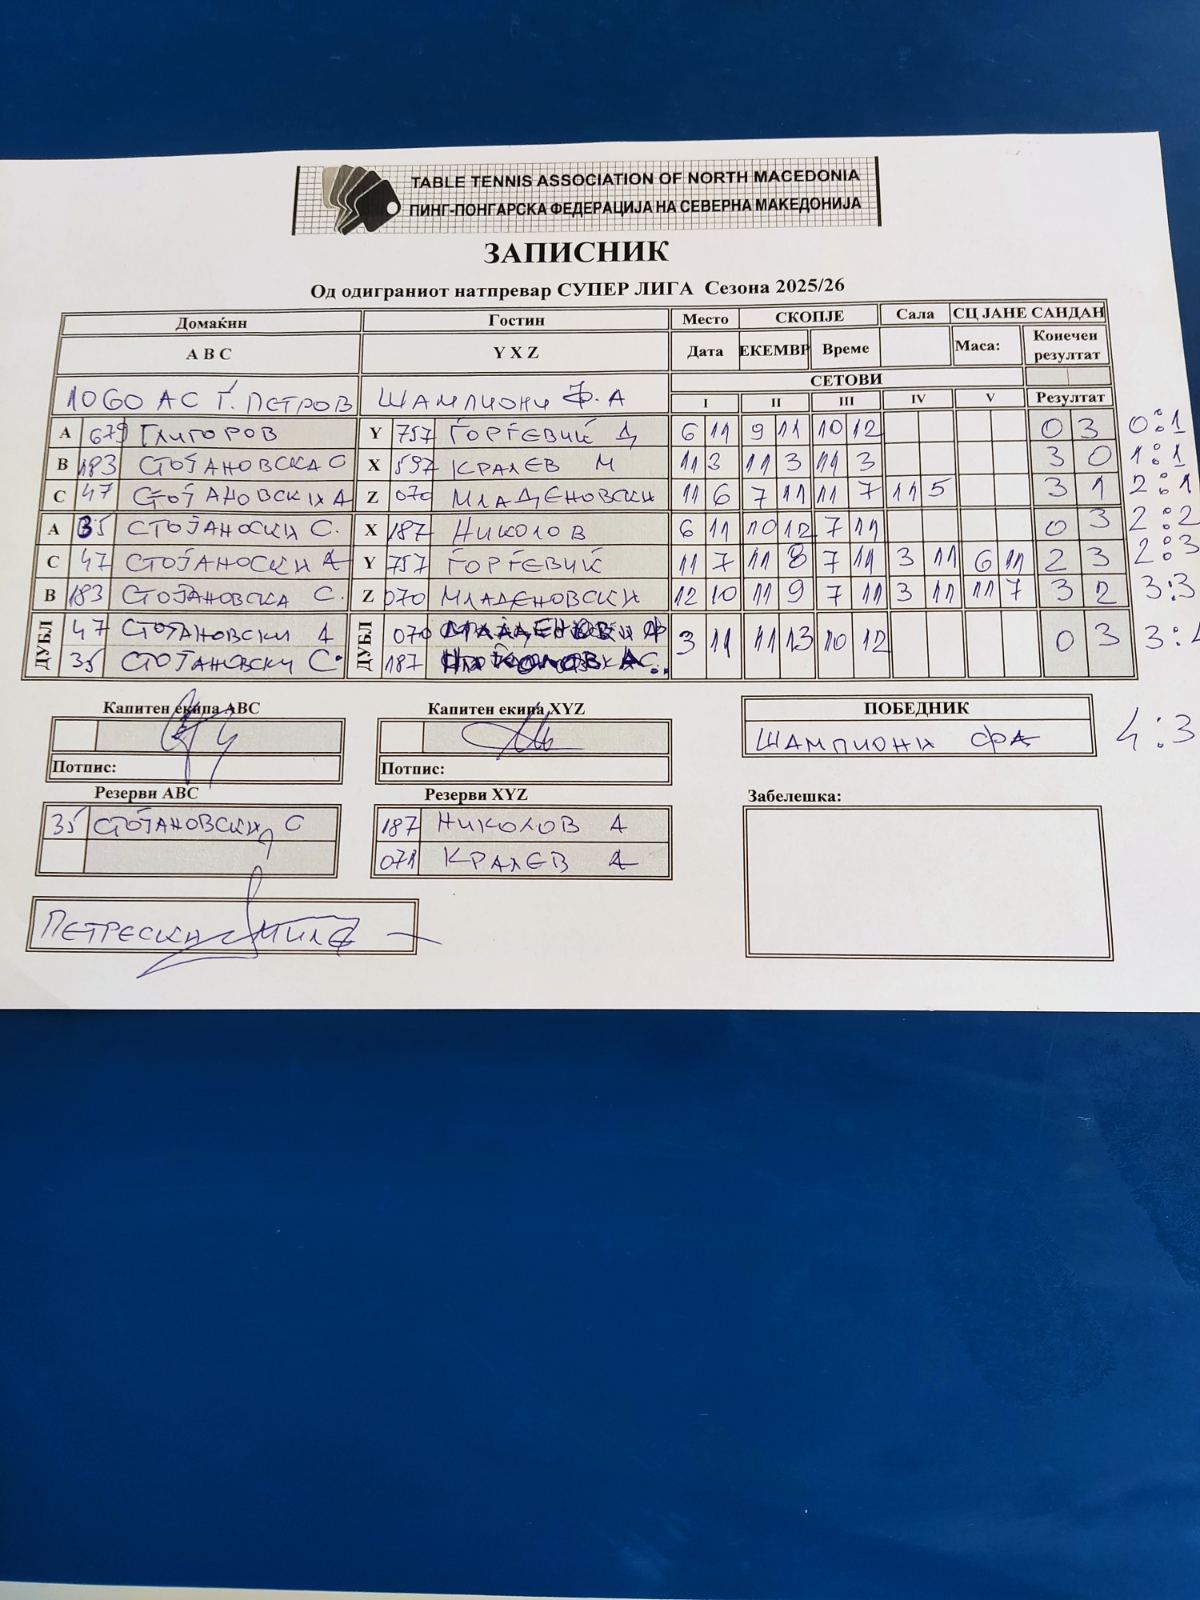 TABLE TENNIS ASSOCIATION OF NORTH MACEDONIA
ПИНГ-ПОНГАРСКА ФЕДЕРАЦИЈА НА СЕВЕРНА МАКЕДОНИЈА
ЗАПИСНИК
Од одиграниот натпревар СУПЕР ЛИГА Сезона 2025/26
Домаќин Гостин Место СКОПЈЕ Сала СЦ ЈАНЕ САНДАН
A B C Y X Z Дата ЕКЕМВР Време Маса: Конечен резултат
СЕТОВИ
1060 АС Ѓ. ПЕТРОВ ШАМПИОНИ Ф.А I II III IV V Резултат
A 679 ГЛИГОРОВ Y 757 ЃОРЃЕВИЌ Д 6 11 9 11 10 12 0 3 0:1
B 183 СТОЈАНОВСКА С X 597 КРАЛЕВ М 11 3 11 3 11 3 3 0 1:1
C 47 СТОЈАНОВСКИ А Z 070 МЛАДЕНОВСКИ 11 6 7 11 11 7 11 5 3 1 2:1
A 35 СТОЈАНОСКИ С. X 187 НИКОЛОВ 6 11 10 12 7 11 0 3 2:2
C 47 СТОЈАНОСКИ А Y 757 ЃОРЃЕВИЌ 11 7 11 8 7 11 3 11 6 11 2 3 2:3
B 183 СТОЈАНОВСКА С. Z 070 МЛАДЕНОВСКИ 12 10 11 9 7 11 3 11 11 7 3 2 3:3
ДУБЛ 47 СТОЈАНОВСКИ А ДУБЛ 070 МЛАДЕНОВСКИ Ф 3 11 11 13 10 12 0 3 3:4
35 СТОЈАНОВСКИ С. 187 НИКОЛОВ А
Капитен екипа ABC Капитен екипа XYZ ПОБЕДНИК
ШАМПИОНИ ФА 4:3
Потпис: Потпис:
Резерви ABC Резерви XYZ Забелешка:
35 СТОЈАНОВСКИ С 187 НИКОЛОВ А
071 КРАЛЕВ А
ПЕТРЕСКИ МИЛЕ